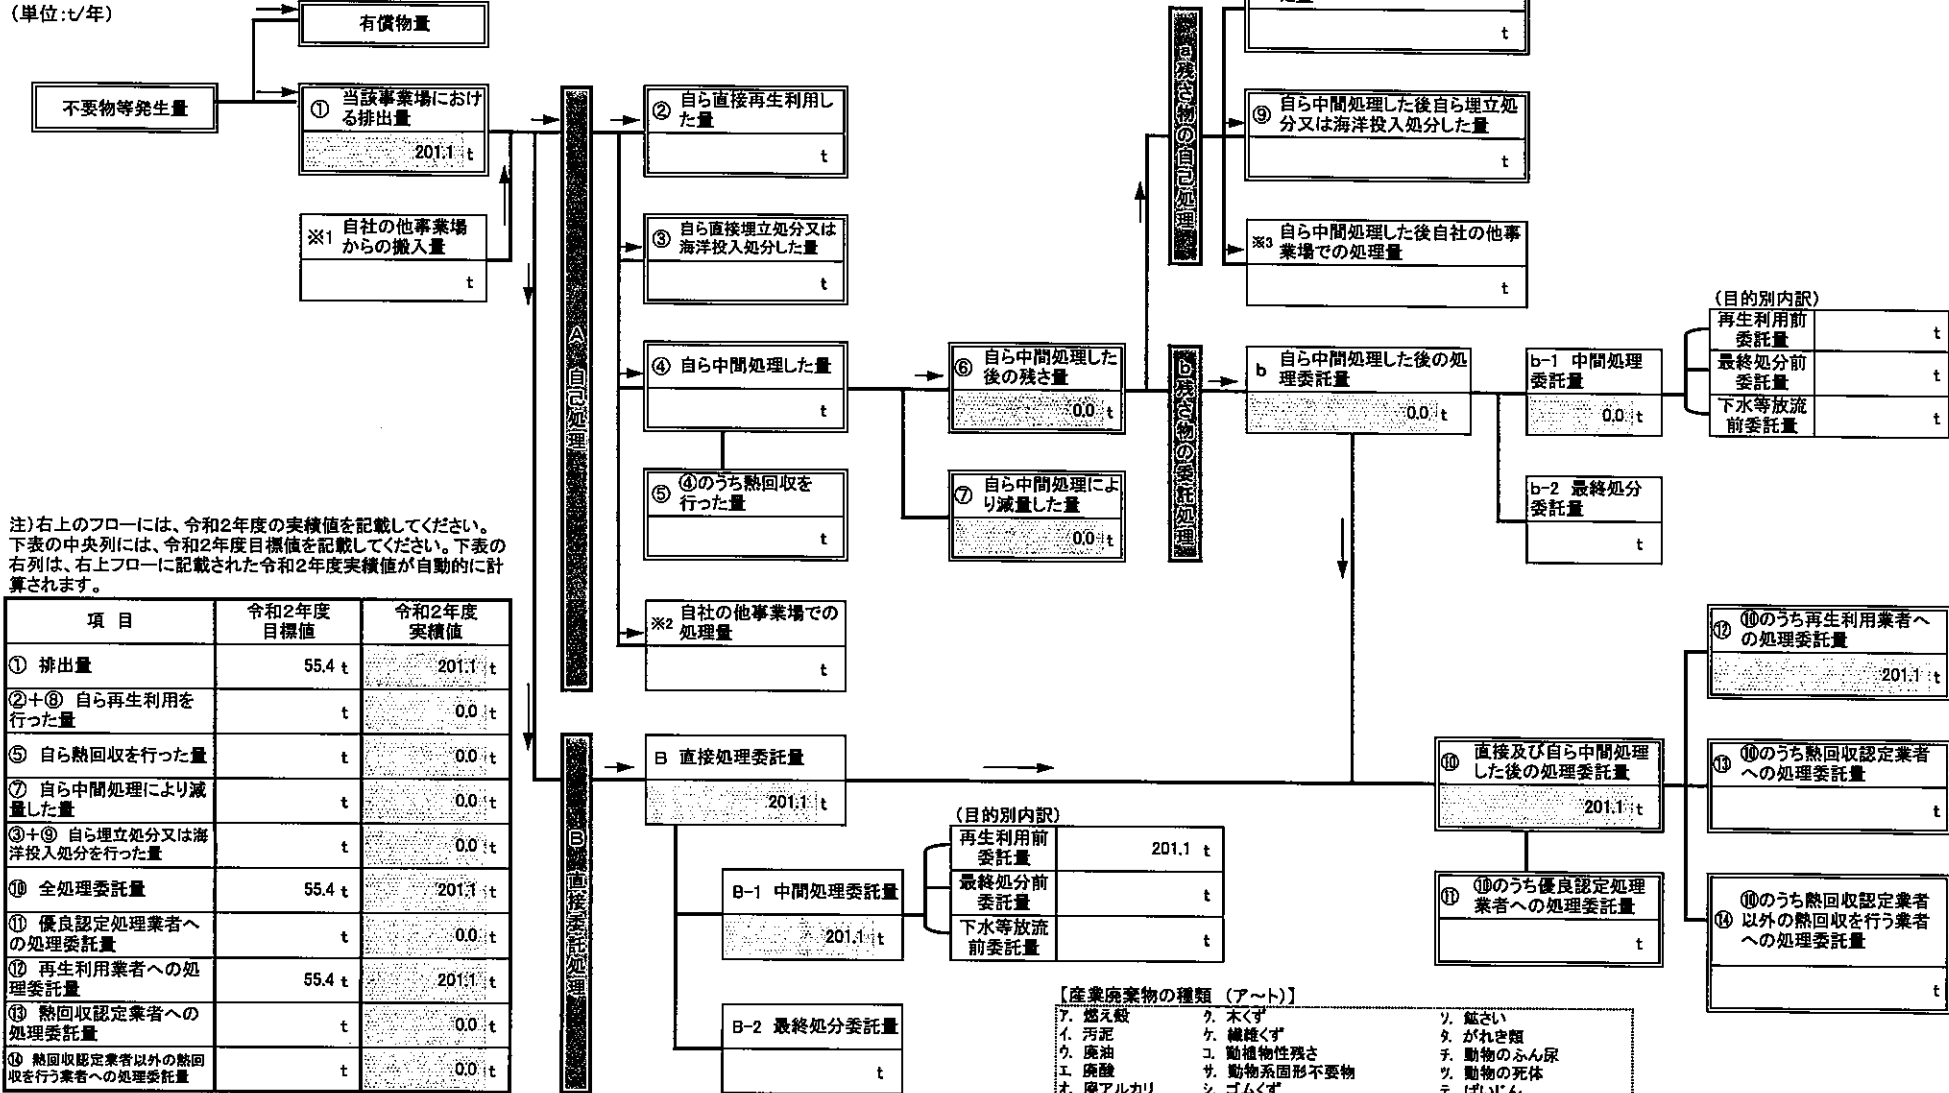 (単位:t/年)
有償物量
不要物等発生量
① 当該事業場におけ
る排出量
201.1 t
※1 自社の他事業場
からの搬入量
t
A 自己処理
② 自ら直接再生利用し
た量
t
③ 自ら直接埋立処分又は
海洋投入処分した量
t
④ 自ら中間処理した量
t
⑤ ④のうち熱回収を
行った量
t
※2 自社の他事業場での
処理量
t
⑥ 自ら中間処理した
後の残さ量
0.0 t
⑦ 自ら中間処理によ
り減量した量
0.0 t
a 残さ物の自己処理
t
⑨ 自ら中間処理した後自ら埋立処
分又は海洋投入処分した量
t
※3 自ら中間処理した後自社の他事
業場での処理量
t
b 残さ物の委託処理
b 自ら中間処理した後の処
理委託量
0.0 t
b-1 中間処理
委託量
0.0 t
(目的別内訳)
再生利用前
委託量 t
最終処分前
委託量 t
下水等放流
前委託量 t
b-2 最終処分
委託量
t
注)右上のフローには、令和2年度の実績値を記載してください。
下表の中央列には、令和2年度目標値を記載してください。下表の
右列は、右上フローに記載された令和2年度実績値が自動的に計
算されます。
項 目 令和2年度 目標値 令和2年度 実績値
① 排出量 55.4 t 201.1 t
②+⑧ 自ら再生利用を
行った量 t 0.0 t
⑤ 自ら熱回収を行った量 t 0.0 t
⑦ 自ら中間処理により減
量した量 t 0.0 t
③+⑨ 自ら埋立処分又は海
洋投入処分を行った量 t 0.0 t
⑩ 全処理委託量 55.4 t 201.1 t
⑪ 優良認定処理業者へ
の処理委託量 t 0.0 t
⑫ 再生利用業者への処
理委託量 55.4 t 201.1 t
⑬ 熱回収認定業者への
処理委託量 t 0.0 t
⑭ 熱回収認定業者以外の熱回
収を行う業者への処理委託量 t 0.0 t
B 直接委託処理
B 直接処理委託量
201.1 t
B-1 中間処理委託量
201.1 t
(目的別内訳)
再生利用前
委託量 201.1 t
最終処分前
委託量 t
下水等放流
前委託量 t
B-2 最終処分委託量
t
⑩ 直接及び自ら中間処理
した後の処理委託量
201.1 t
⑪ ⑩のうち優良認定処理
業者への処理委託量
t
⑫ ⑩のうち再生利用業者へ
の処理委託量
201.1 t
⑬ ⑩のうち熱回収認定業者
への処理委託量
t
⑭ ⑩のうち熱回収認定業者
以外の熱回収を行う業者
への処理委託量
t
【産業廃棄物の種類 (ア~ト)】
ア. 燃え殻 ク. 木くず ソ. 鉱さい
イ. 汚泥 ケ. 繊維くず タ. がれき類
ウ. 廃油 コ. 動植物性残さ チ. 動物のふん尿
エ. 廃酸 サ. 動物系固形不要物 ツ. 動物の死体
オ. 廃アルカリ シ. ゴムくず テ. ばいじん